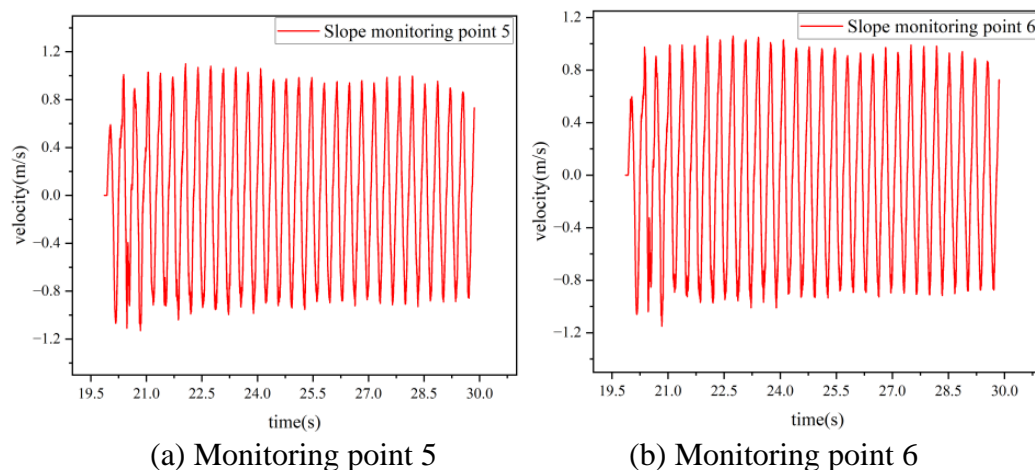 Slope monitoring point 5
1.2
0.8
0.4
0.0
−0.4
−0.8
−1.2
velocity(m/s)
19.5 21.0 22.5 24.0 25.5 27.0 28.5 30.0
time(s)
(a) Monitoring point 5
Slope monitoring point 6
1.2
0.8
0.4
0.0
−0.4
−0.8
−1.2
velocity(m/s)
19.5 21.0 22.5 24.0 25.5 27.0 28.5 30.0
time(s)
(b) Monitoring point 6